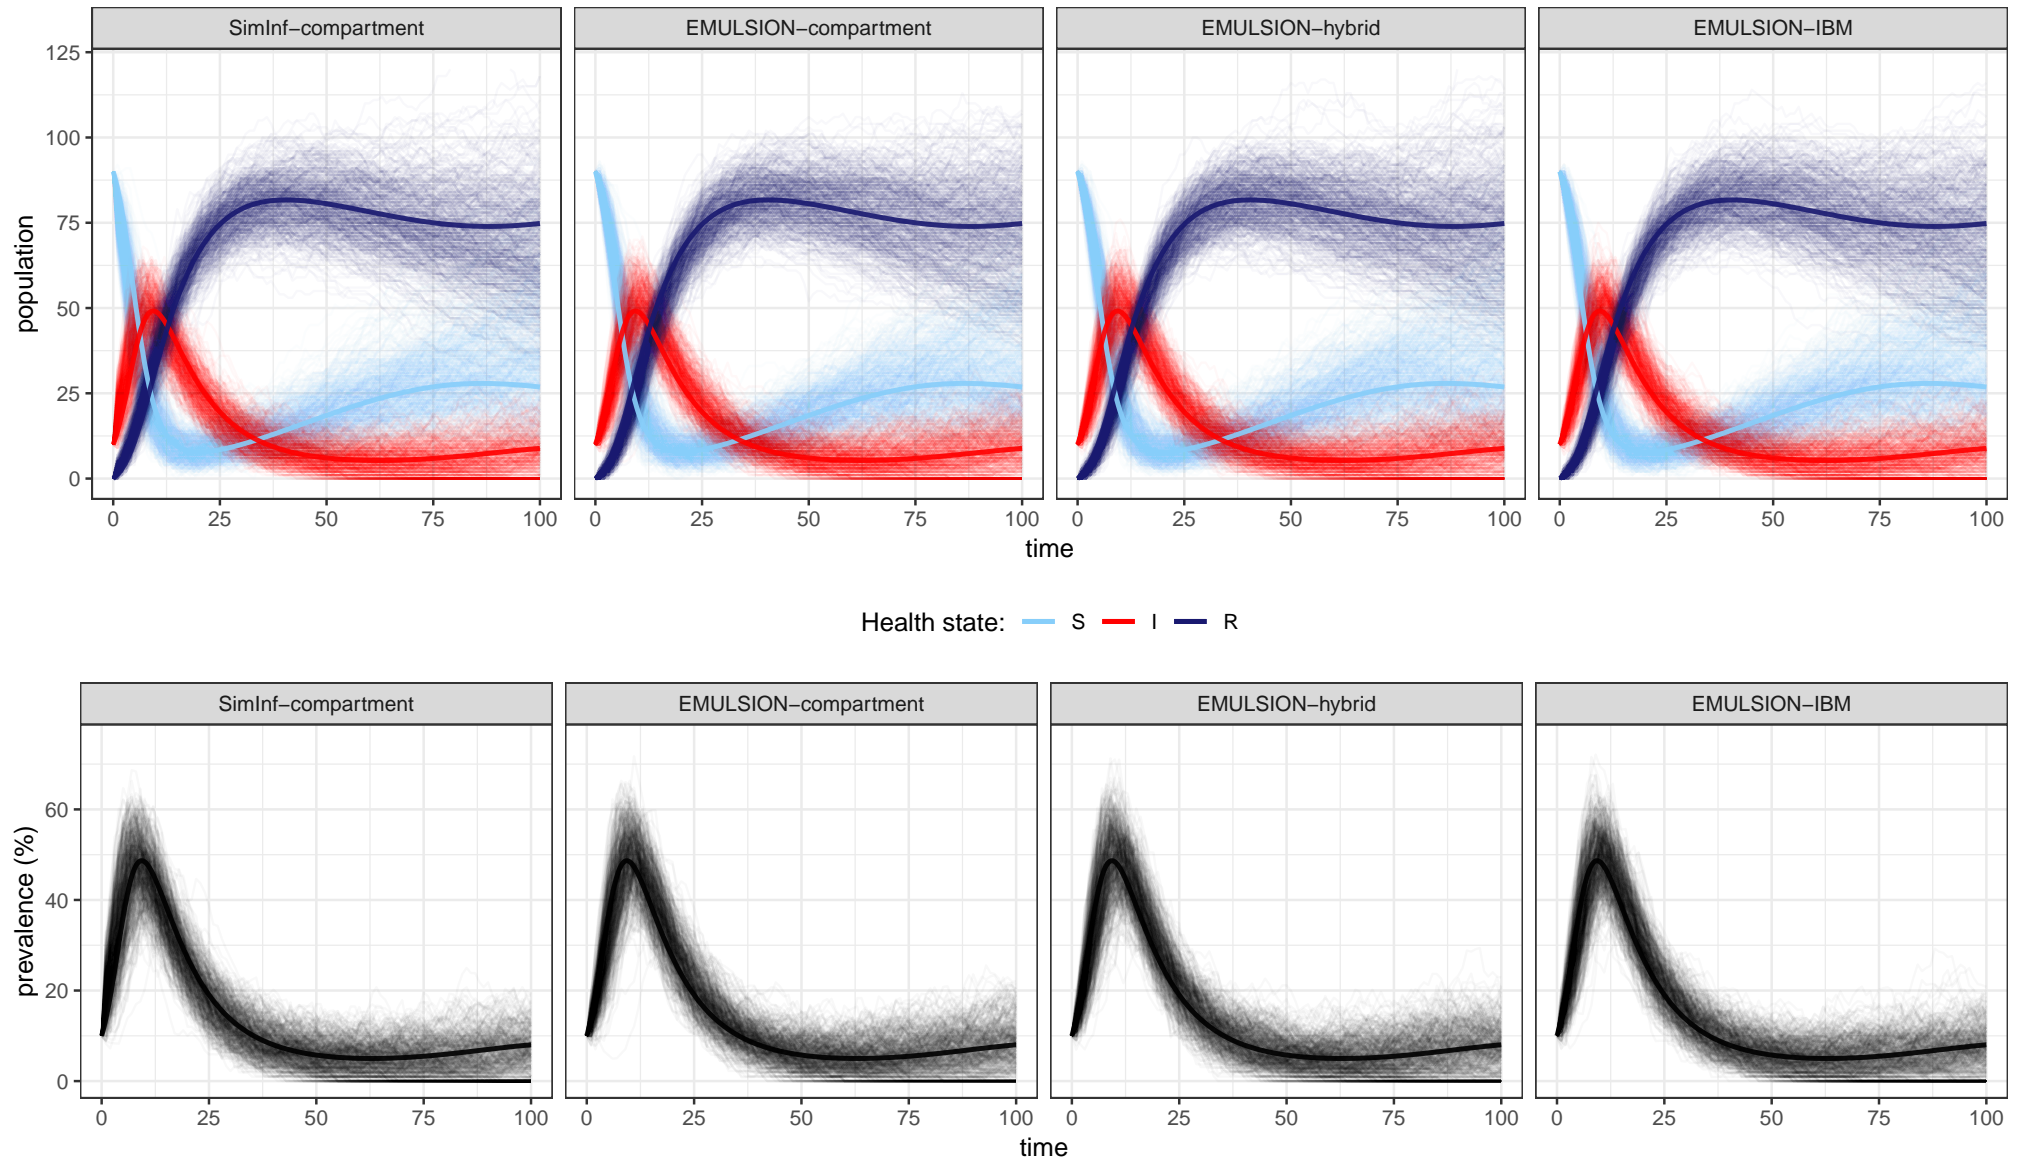 SimInf−compartment EMULSION−compartment EMULSION−hybrid EMULSION−IBM
125
100
75
50
25
0
population
0 25 50 75 100 0 25 50 75 100 0 25 50 75 100 0 25 50 75 100
time
Health state: S I R
SimInf−compartment EMULSION−compartment EMULSION−hybrid EMULSION−IBM
60
40
20
0
prevalence (%)
0 25 50 75 100 0 25 50 75 100 0 25 50 75 100 0 25 50 75 100
time